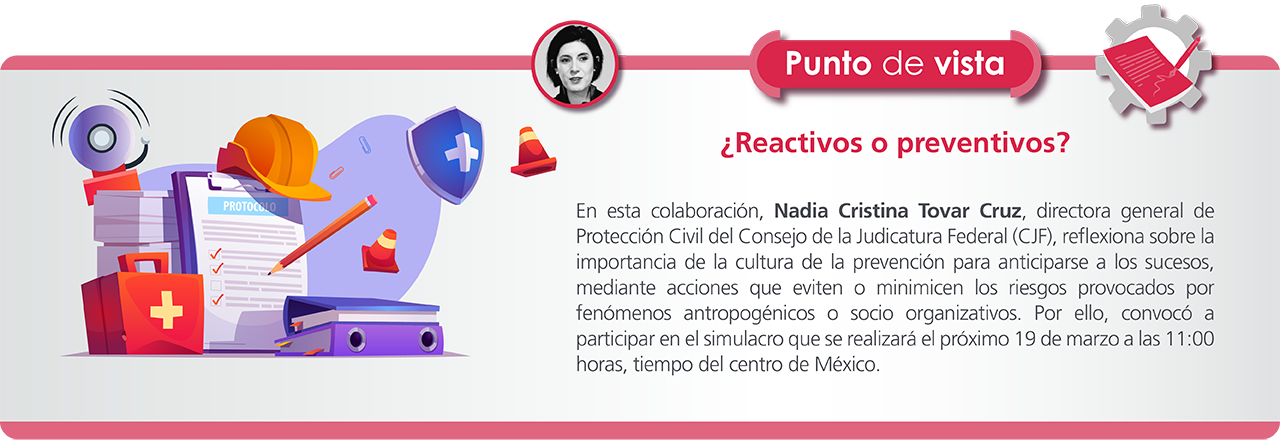 Punto de vista
¿Reactivos o preventivos?
PROTOCOLO
En esta colaboración, Nadia Cristina Tovar Cruz, directora general de
Protección Civil del Consejo de la Judicatura Federal (CJF), reflexiona sobre la
importancia de la cultura de la prevención para anticiparse a los sucesos,
mediante acciones que eviten o minimicen los riesgos provocados por
fenómenos antropogénicos o socio organizativos. Por ello, convocó a
participar en el simulacro que se realizará el próximo 19 de marzo a las 11:00
horas, tiempo del centro de México.